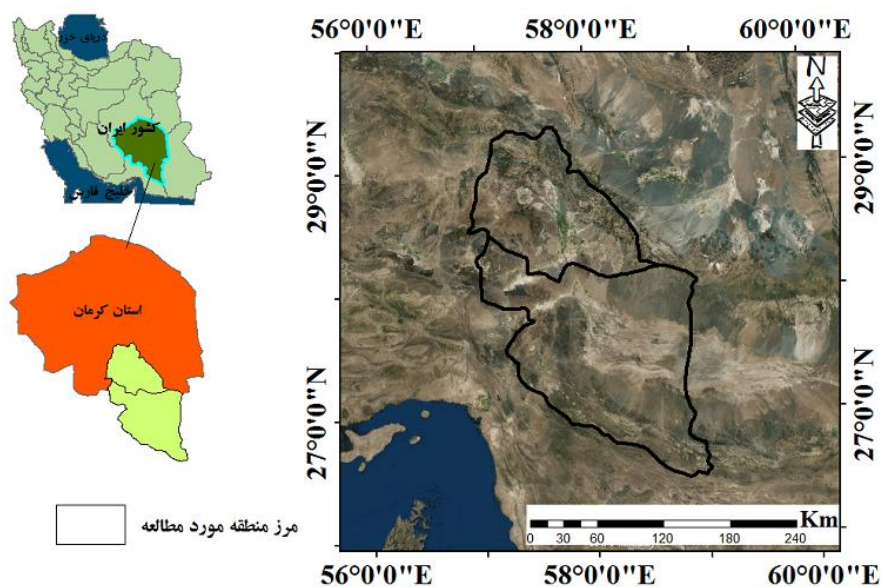 56°0'0"E 58°0'0"E 60°0'0"E
دریای خزر
کشور ایران
خلیج فارس
استان کرمان
مرز منطقه مورد مطالعه
N
29°0'0"N 29°0'0"N
27°0'0"N 27°0'0"N
Km
0 30 60 120 180 240
56°0'0"E 58°0'0"E 60°0'0"E